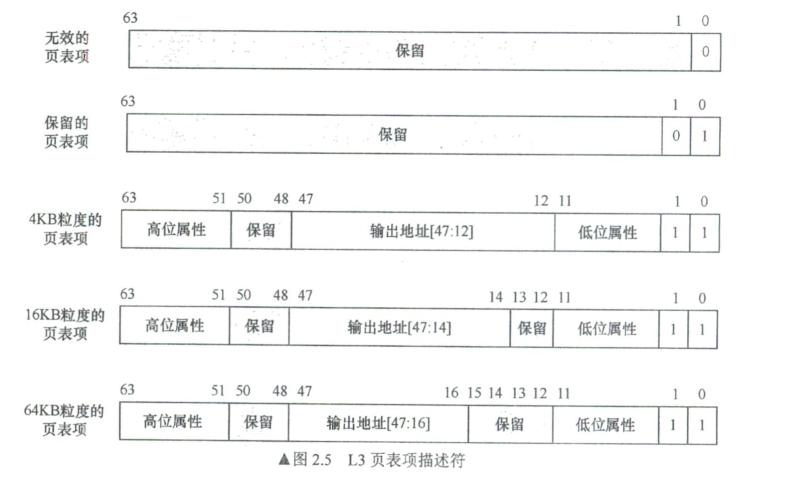 63 1 0
无效的
页表项
保留 0
63 1 0
保留的
页表项
保留 0 1
63 51 50 48 47 12 11 1 0
4KB粒度的
页表项
高位属性 保留 输出地址[47:12] 低位属性 1 1
63 51 50 48 47 14 13 12 11 1 0
16KB粒度的
页表项
高位属性 保留 输出地址[47:14] 保留 低位属性 1 1
63 51 50 48 47 16 15 14 13 12 11 1 0
64KB粒度的
页表项
高位属性 保留 输出地址[47:16] 保留 低位属性 1 1
▲图 2.5 L3 页表项描述符